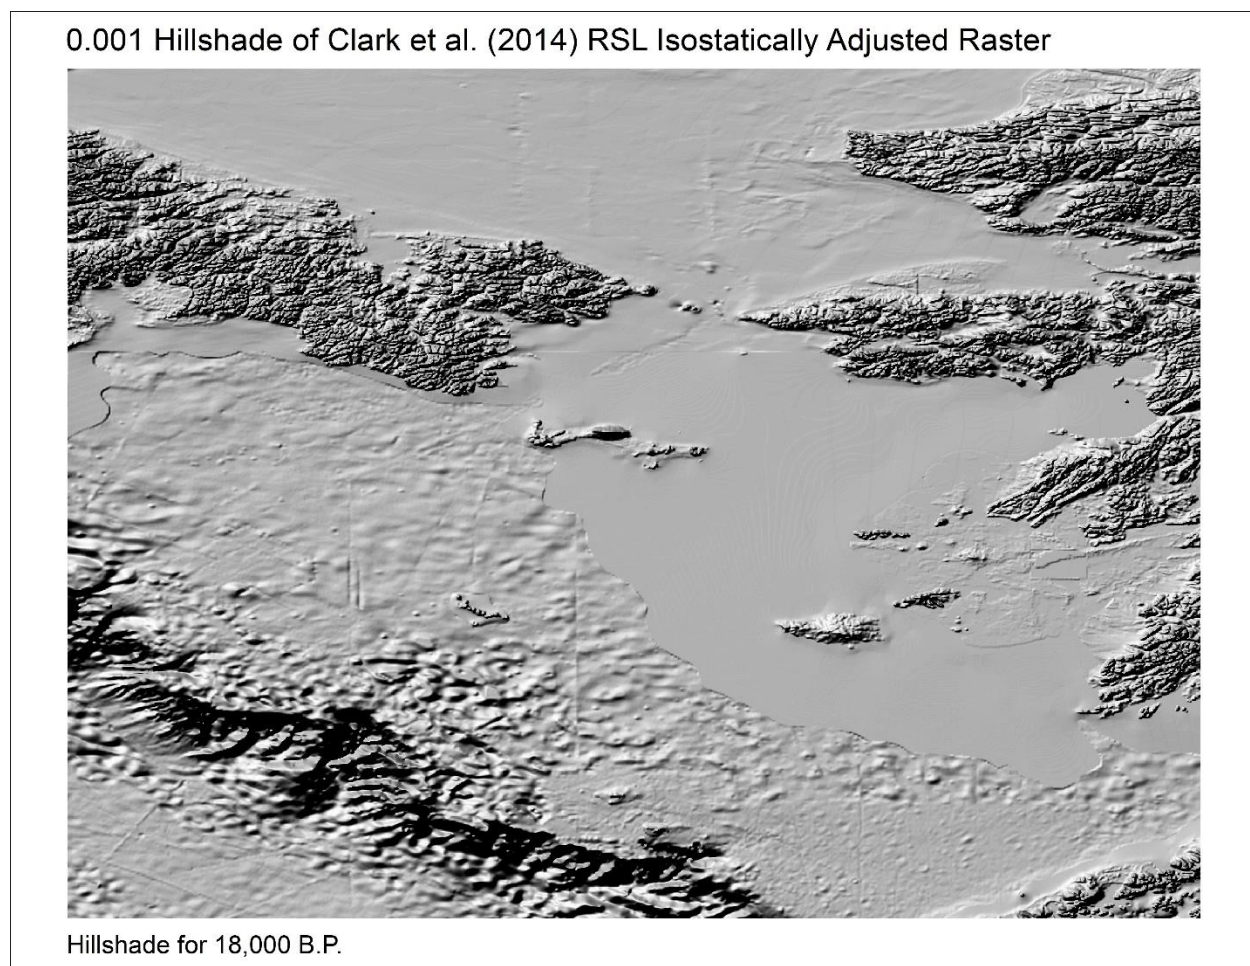 0.001 Hillshade of Clark et al. (2014) RSL Isostatically Adjusted Raster
Hillshade for 18,000 B.P.